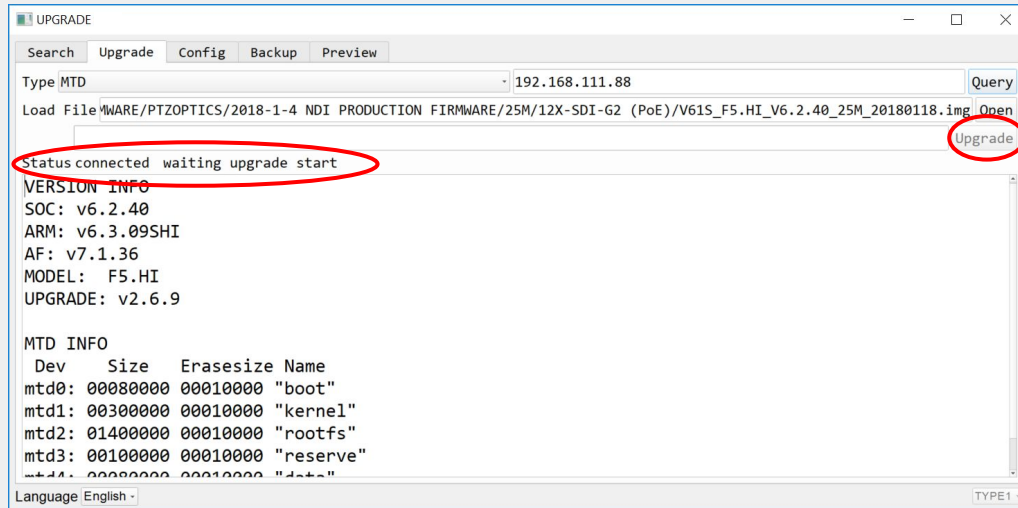 UPGRADE
Search Upgrade Config Backup Preview
Type MTD 192.168.111.88 Query
Load File MWARE/PTZOPTICS/2018-1-4 NDI PRODUCTION FIRMWARE/25M/12X-SDI-G2 (PoE)/V61S_F5.HI_V6.2.40_25M_20180118.img Open
Upgrade
Status connected waiting upgrade start
VERSION INFO
SOC: v6.2.40
ARM: v6.3.09SHI
AF: v7.1.36
MODEL: F5.HI
UPGRADE: v2.6.9
MTD INFO
Dev Size Erasesize Name
mtd0: 00080000 00010000 "boot"
mtd1: 00300000 00010000 "kernel"
mtd2: 01400000 00010000 "rootfs"
mtd3: 00100000 00010000 "reserve"
mtd4: 00080000 00010000 "data"
Language English TYPE1